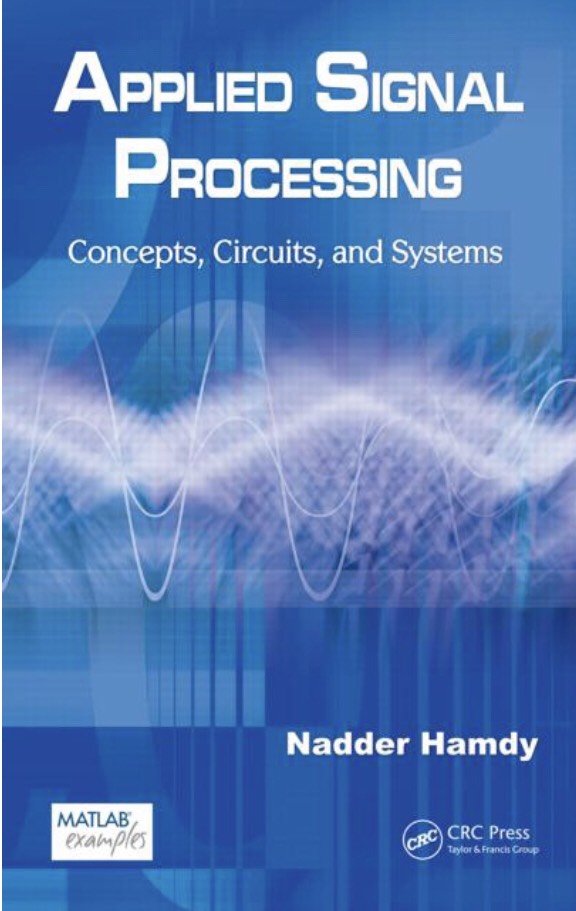 APPLIED SIGNAL
PROCESSING
Concepts, Circuits, and Systems
Nadder Hamdy
MATLAB®
examples
CRC CRC Press
Taylor & Francis Group